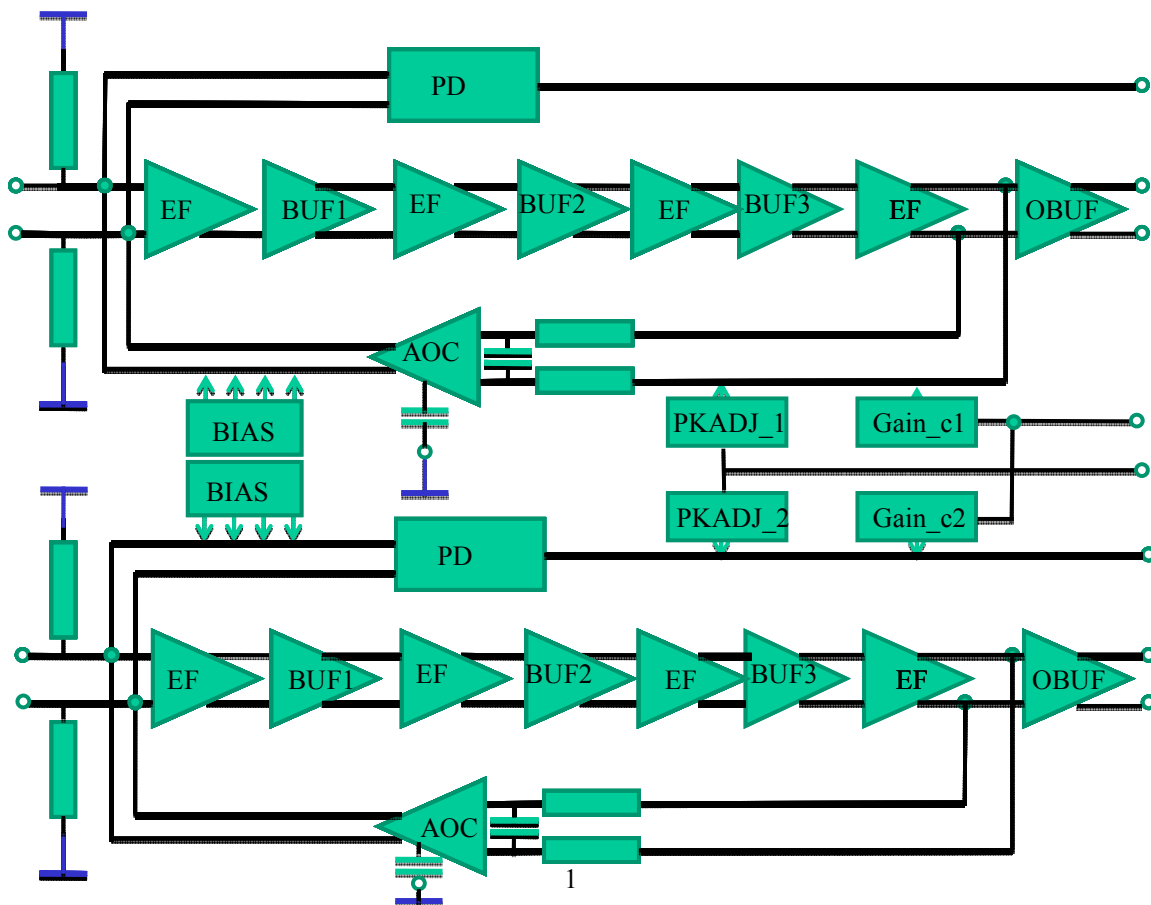 PD
EF
BUF1
EF
BUF2
EF
BUF3
EF
OBUF
AOC
BIAS
PKADJ_1
Gain_c1
BIAS
PKADJ_2
Gain_c2
PD
EF
BUF1
EF
BUF2
EF
BUF3
EF
OBUF
AOC
1